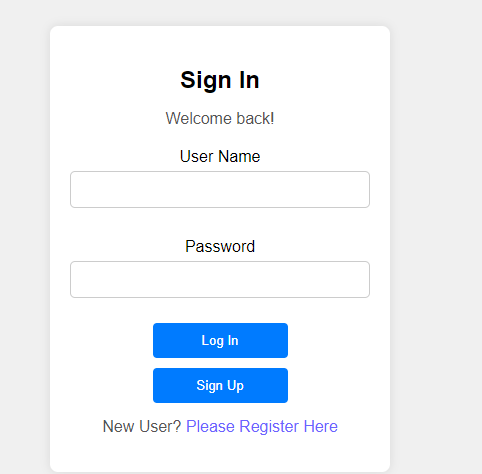 Sign In
Welcome back!
User Name
Password
Log In
Sign Up
New User? Please Register Here